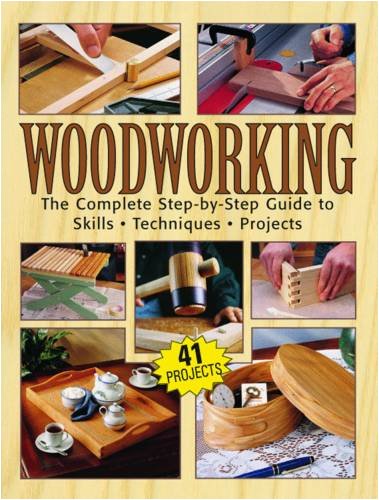 WOODWORKING
The Complete Step-by-Step Guide to
Skills • Techniques • Projects
41
PROJECTS